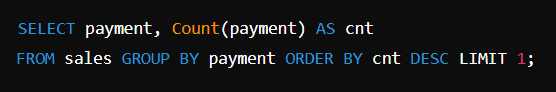 SELECT payment, Count(payment) AS cnt
FROM sales GROUP BY payment ORDER BY cnt DESC LIMIT 1;